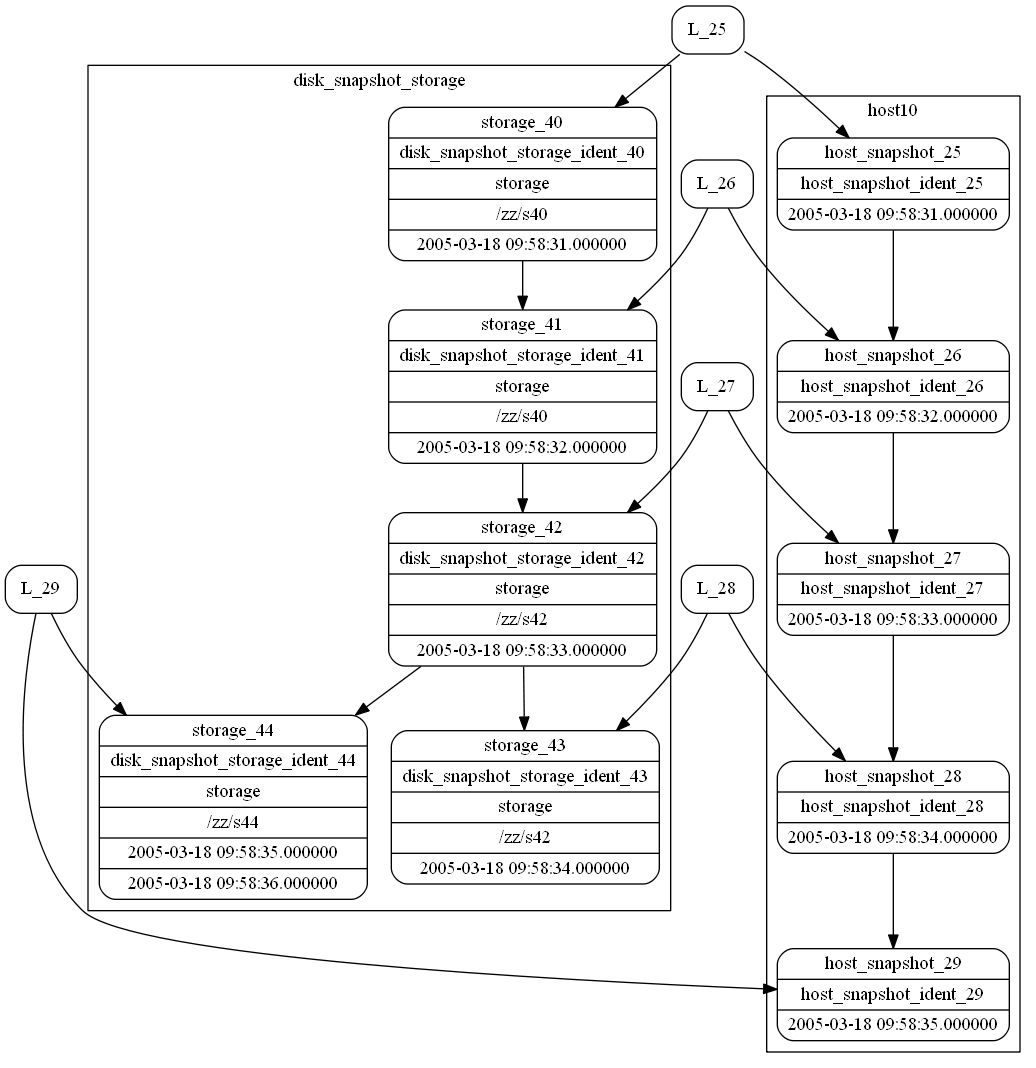 L_25
disk_snapshot_storage
host10
storage_40
disk_snapshot_storage_ident_40
storage
/zz/s40
2005-03-18 09:58:31.000000
host_snapshot_25
host_snapshot_ident_25
2005-03-18 09:58:31.000000
L_26
storage_41
disk_snapshot_storage_ident_41
storage
/zz/s40
2005-03-18 09:58:32.000000
host_snapshot_26
host_snapshot_ident_26
2005-03-18 09:58:32.000000
L_27
storage_42
disk_snapshot_storage_ident_42
storage
/zz/s42
2005-03-18 09:58:33.000000
host_snapshot_27
host_snapshot_ident_27
2005-03-18 09:58:33.000000
L_29
L_28
storage_44
disk_snapshot_storage_ident_44
storage
/zz/s44
2005-03-18 09:58:35.000000
2005-03-18 09:58:36.000000
storage_43
disk_snapshot_storage_ident_43
storage
/zz/s42
2005-03-18 09:58:34.000000
host_snapshot_28
host_snapshot_ident_28
2005-03-18 09:58:34.000000
host_snapshot_29
host_snapshot_ident_29
2005-03-18 09:58:35.000000